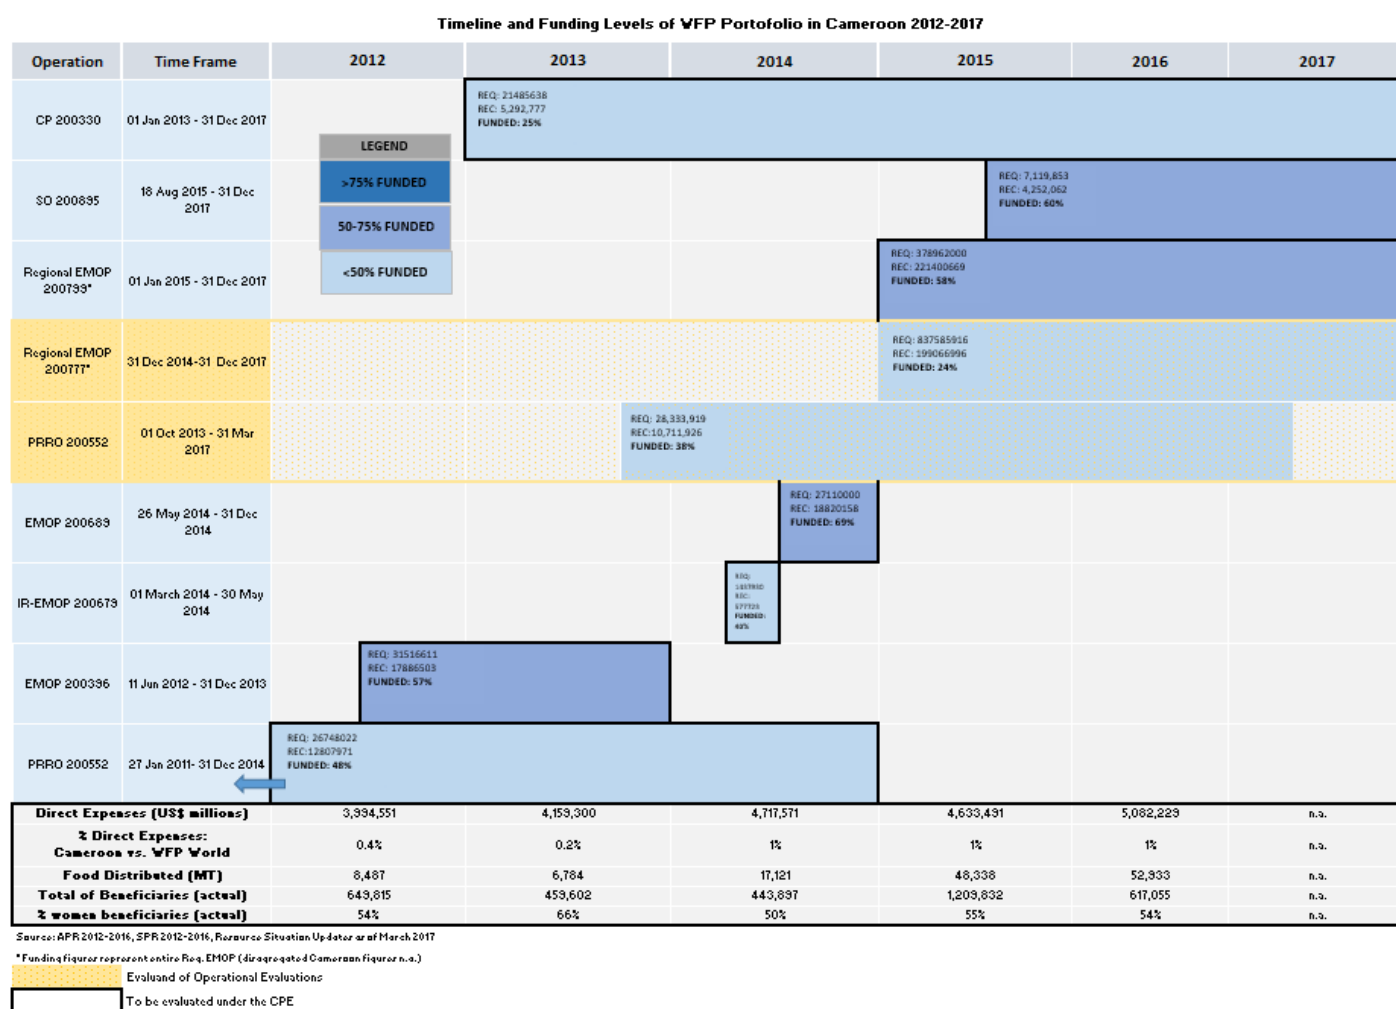 Timeline and Funding Levels of WFP Portofolio in Cameroon 2012-2017
Operation Time Frame 2012 2013 2014 2015 2016 2017
CP 200330 01 Jan 2013 - 31 Dec 2017
REQ: 21485638
REC: 5,292,777
FUNDED: 25%
LEGEND
>75% FUNDED
50-75% FUNDED
<50% FUNDED
SO 200895 18 Aug 2015 - 31 Dec
2017
REQ: 7,119,853
REC: 4,252,062
FUNDED: 60%
Regional EMOP
200799*
01 Jan 2015 - 31 Dec 2017
REQ: 378962000
REC: 221400669
FUNDED: 58%
Regional EMOP
200777*
31 Dec 2014-31 Dec 2017
REQ: 837585916
REC: 199066996
FUNDED: 24%
PRRO 200552 01 Oct 2013 - 31 Mar
2017
REQ: 28,333,919
REC:10,711,926
FUNDED: 38%
EMOP 200689 26 May 2014 - 31 Dec
2014
REQ: 27110000
REC: 18820158
FUNDED: 69%
IR-EMOP 200679 01 March 2014 - 30 May
2014
REQ:
REC:
577723
FUNDED:
40%
EMOP 200396 11 Jun 2012 - 31 Dec 2013
REQ: 31516611
REC: 17886503
FUNDED: 57%
PRRO 200552 27 Jan 2011- 31 Dec 2014
REQ: 26748022
REC:12807971
FUNDED: 48%
Direct Expenses (US$ millions) 3,994,551 4,159,300 4,717,571 4,633,491 5,082,229 n.a.
% Direct Expenses:
Cameroon vs. WFP World 0.4% 0.2% 1% 1% 1% n.a.
Food Distributed (MT) 8,487 6,784 17,121 48,338 52,933 n.a.
Total of Beneficiaries (actual) 649,815 459,602 443,897 1,209,832 617,055 n.a.
% women beneficiaries (actual) 54% 66% 50% 55% 54% n.a.
Source: APR 2012-2016, SPR 2012-2016, Resource Situation Updates as of March 2017
*Funding figures represent entire Reg. EMOP (disagregated Cameroon figures n.a.)
Evaluand of Operational Evaluations
To be evaluated under the CPE